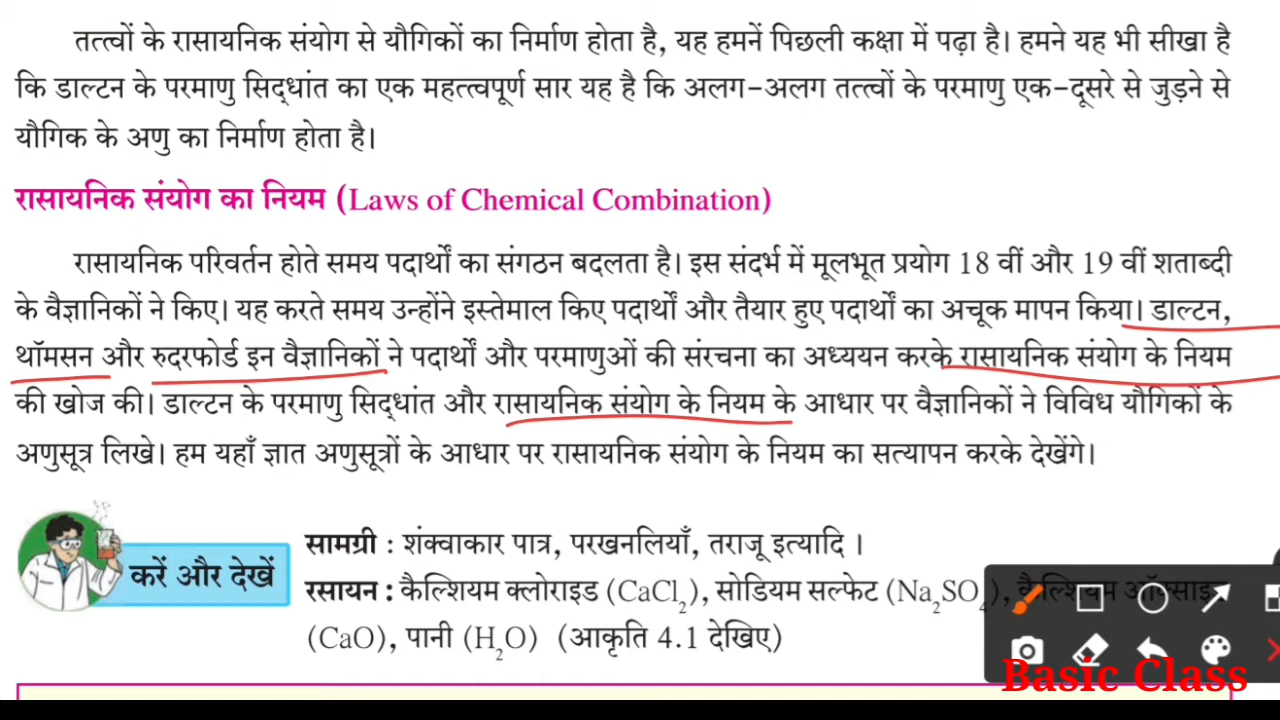 तत्त्वों के रासायनिक संयोग से यौगिकों का निर्माण होता है, यह हमनें पिछली कक्षा में पढ़ा है। हमने यह भी सीखा है
कि डाल्टन के परमाणु सिद्धांत का एक महत्त्वपूर्ण सार यह है कि अलग-अलग तत्त्वों के परमाणु एक-दूसरे से जुड़ने से
यौगिक के अणु का निर्माण होता है।
रासायनिक संयोग का नियम (Laws of Chemical Combination)
रासायनिक परिवर्तन होते समय पदार्थों का संगठन बदलता है। इस संदर्भ में मूलभूत प्रयोग 18 वीं और 19 वीं शताब्दी
के वैज्ञानिकों ने किए। यह करते समय उन्होंने इस्तेमाल किए पदार्थों और तैयार हुए पदार्थों का अचूक मापन किया। डाल्टन,
थॉमसन और रुदरफोर्ड इन वैज्ञानिकों ने पदार्थों और परमाणुओं की संरचना का अध्ययन करके रासायनिक संयोग के नियम
की खोज की। डाल्टन के परमाणु सिद्धांत और रासायनिक संयोग के नियम के आधार पर वैज्ञानिकों ने विविध यौगिकों के
अणुसूत्र लिखे। हम यहाँ ज्ञात अणुसूत्रों के आधार पर रासायनिक संयोग के नियम का सत्यापन करके देखेंगे।
करें और देखें
सामग्री : शंक्वाकार पात्र, परखनलियाँ, तराजू इत्यादि ।
रसायन : कैल्शियम क्लोराइड (CaCl₂), सोडियम सल्फेट (Na₂SO₄), कैल्शियम
(CaO), पानी (H₂O) (आकृति 4.1 देखिए)
Basic Class